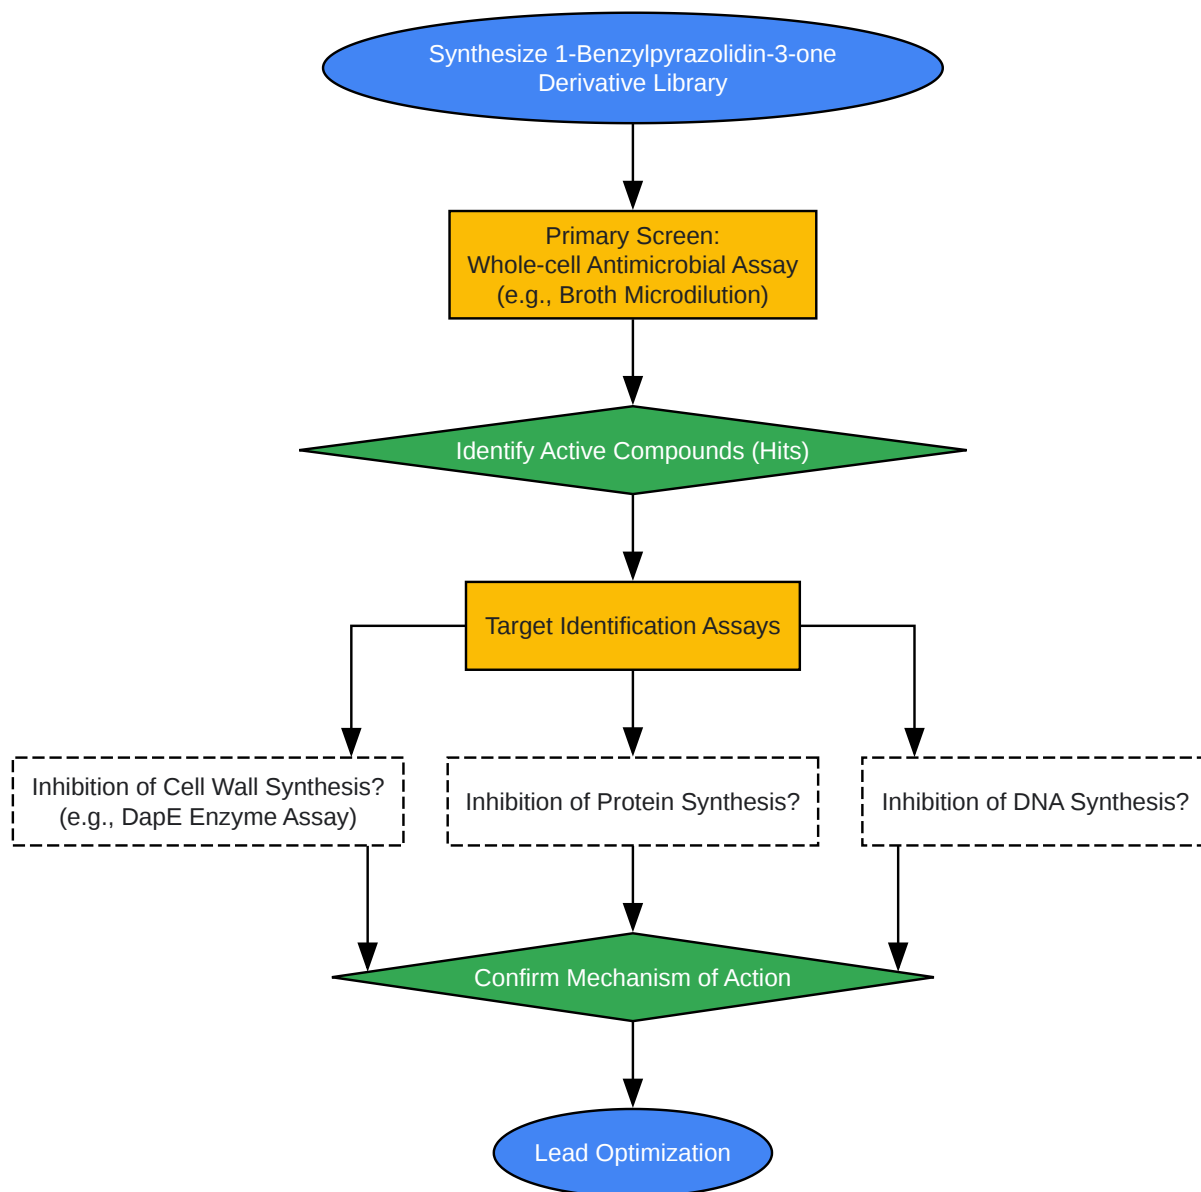 Synthesize 1-Benzylpyrazolidin-3-one
Derivative Library
Primary Screen:
Whole-cell Antimicrobial Assay
(e.g., Broth Microdilution)
Identify Active Compounds (Hits)
Target Identification Assays
Inhibition of Cell Wall Synthesis?
(e.g., DapE Enzyme Assay)
Inhibition of Protein Synthesis?
Inhibition of DNA Synthesis?
Confirm Mechanism of Action
Lead Optimization